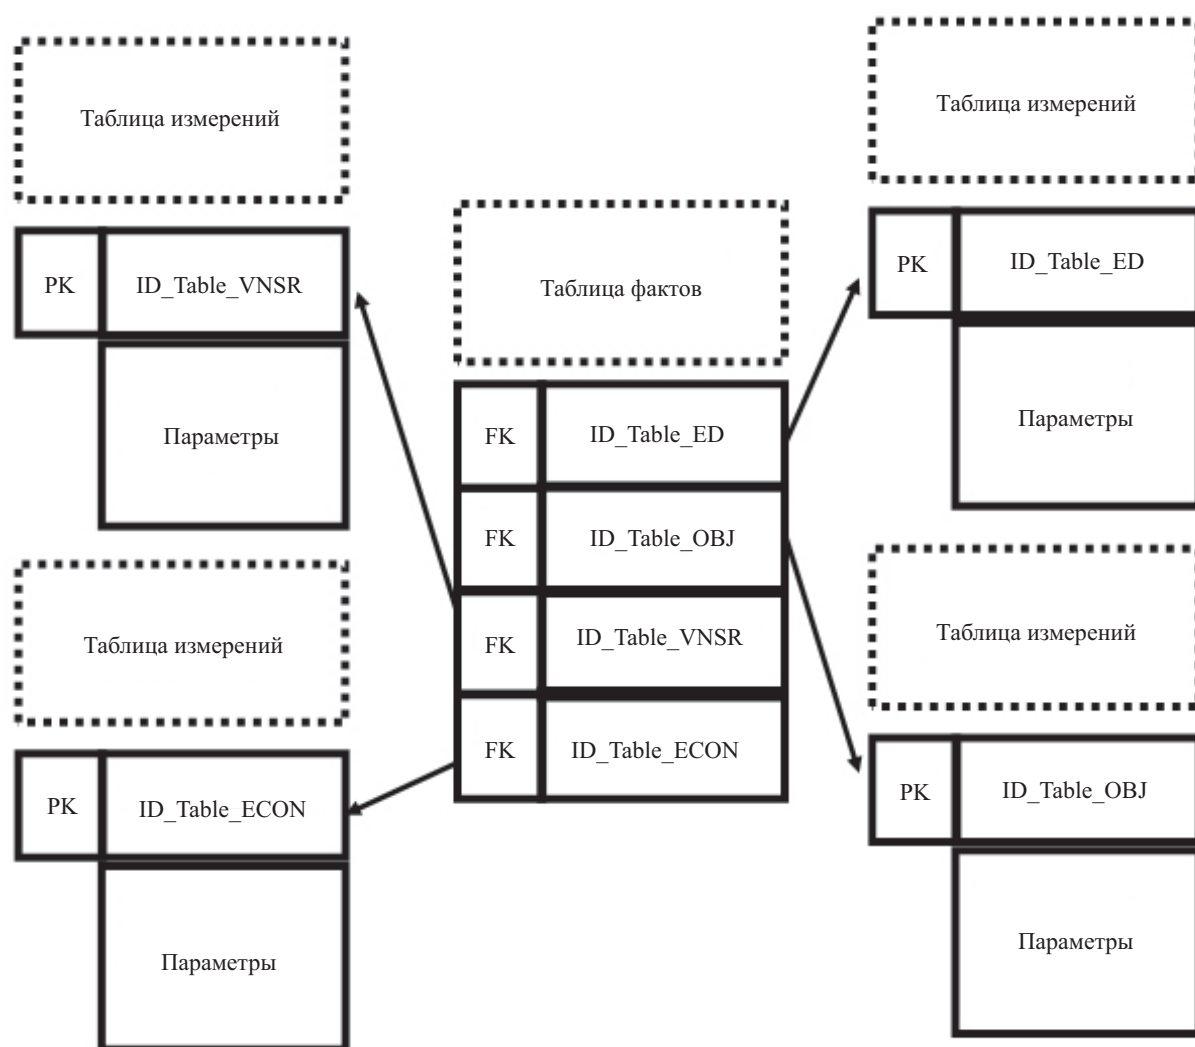 Таблица измерений
PK
ID_Table_VNSR
Параметры
Таблица измерений
PK
ID_Table_ECON
Параметры
Таблица фактов
FK
ID_Table_ED
FK
ID_Table_OBJ
FK
ID_Table_VNSR
FK
ID_Table_ECON
Таблица измерений
PK
ID_Table_ED
Параметры
Таблица измерений
PK
ID_Table_OBJ
Параметры